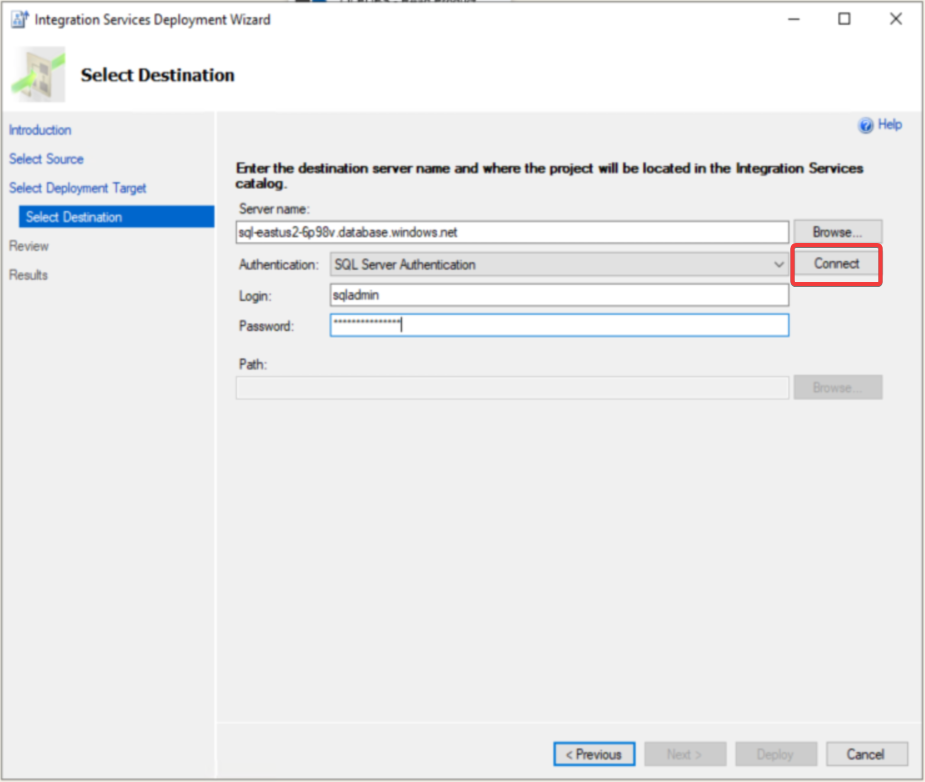 Integration Services Deployment Wizard
Select Destination
Introduction
Select Source
Select Deployment Target
Select Destination
Review
Results
Help
Enter the destination server name and where the project will be located in the Integration Services
catalog.
Server name:
sql-eastus2-6p98v.database.windows.net
Browse...
Authentication:
SQL Server Authentication
Connect
Login:
sqladmin
Password:
***************
Path:
Browse...
< Previous
Next >
Deploy
Cancel